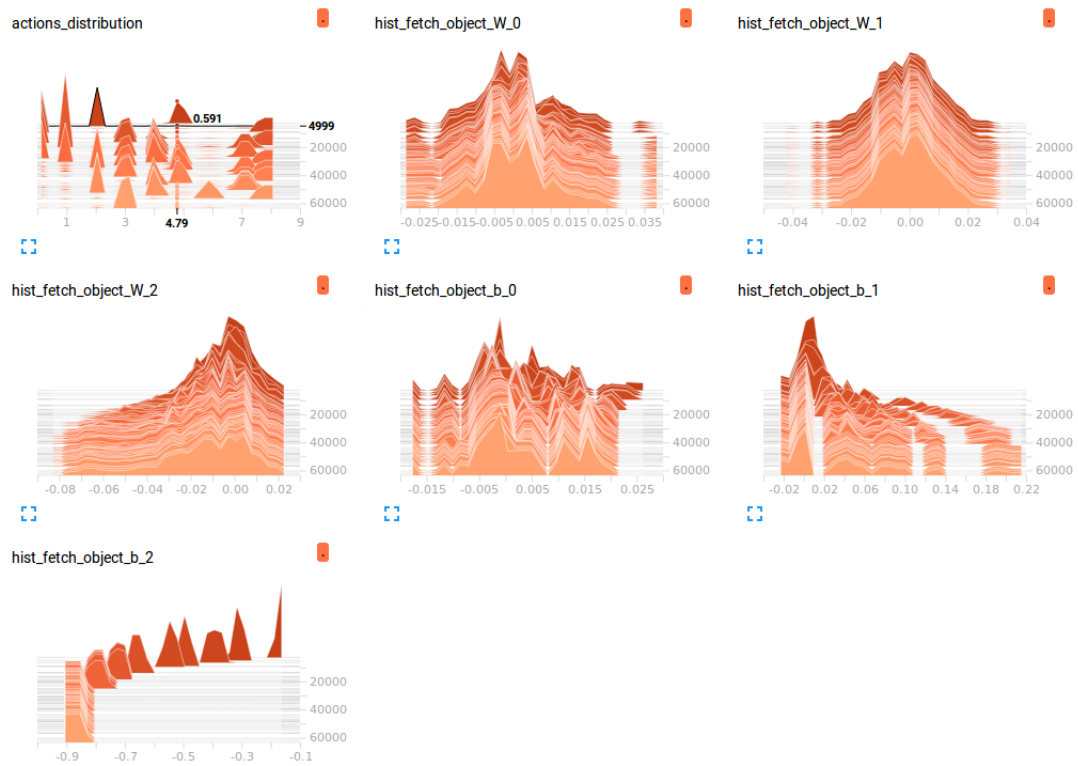 actions_distribution
0.591
4999
20000
40000
60000
1 3 4.79 7 9
hist_fetch_object_W_0
20000
40000
60000
-0.025 -0.015 -0.005 0.005 0.015 0.025 0.035
hist_fetch_object_W_1
20000
40000
60000
-0.04 -0.02 0.00 0.02 0.04
hist_fetch_object_W_2
20000
40000
60000
-0.08 -0.06 -0.04 -0.02 0.00 0.02
hist_fetch_object_b_0
20000
40000
60000
-0.015 -0.005 0.005 0.015 0.025
hist_fetch_object_b_1
20000
40000
60000
-0.02 0.02 0.06 0.10 0.14 0.18 0.22
hist_fetch_object_b_2
20000
40000
60000
-0.9 -0.7 -0.5 -0.3 -0.1